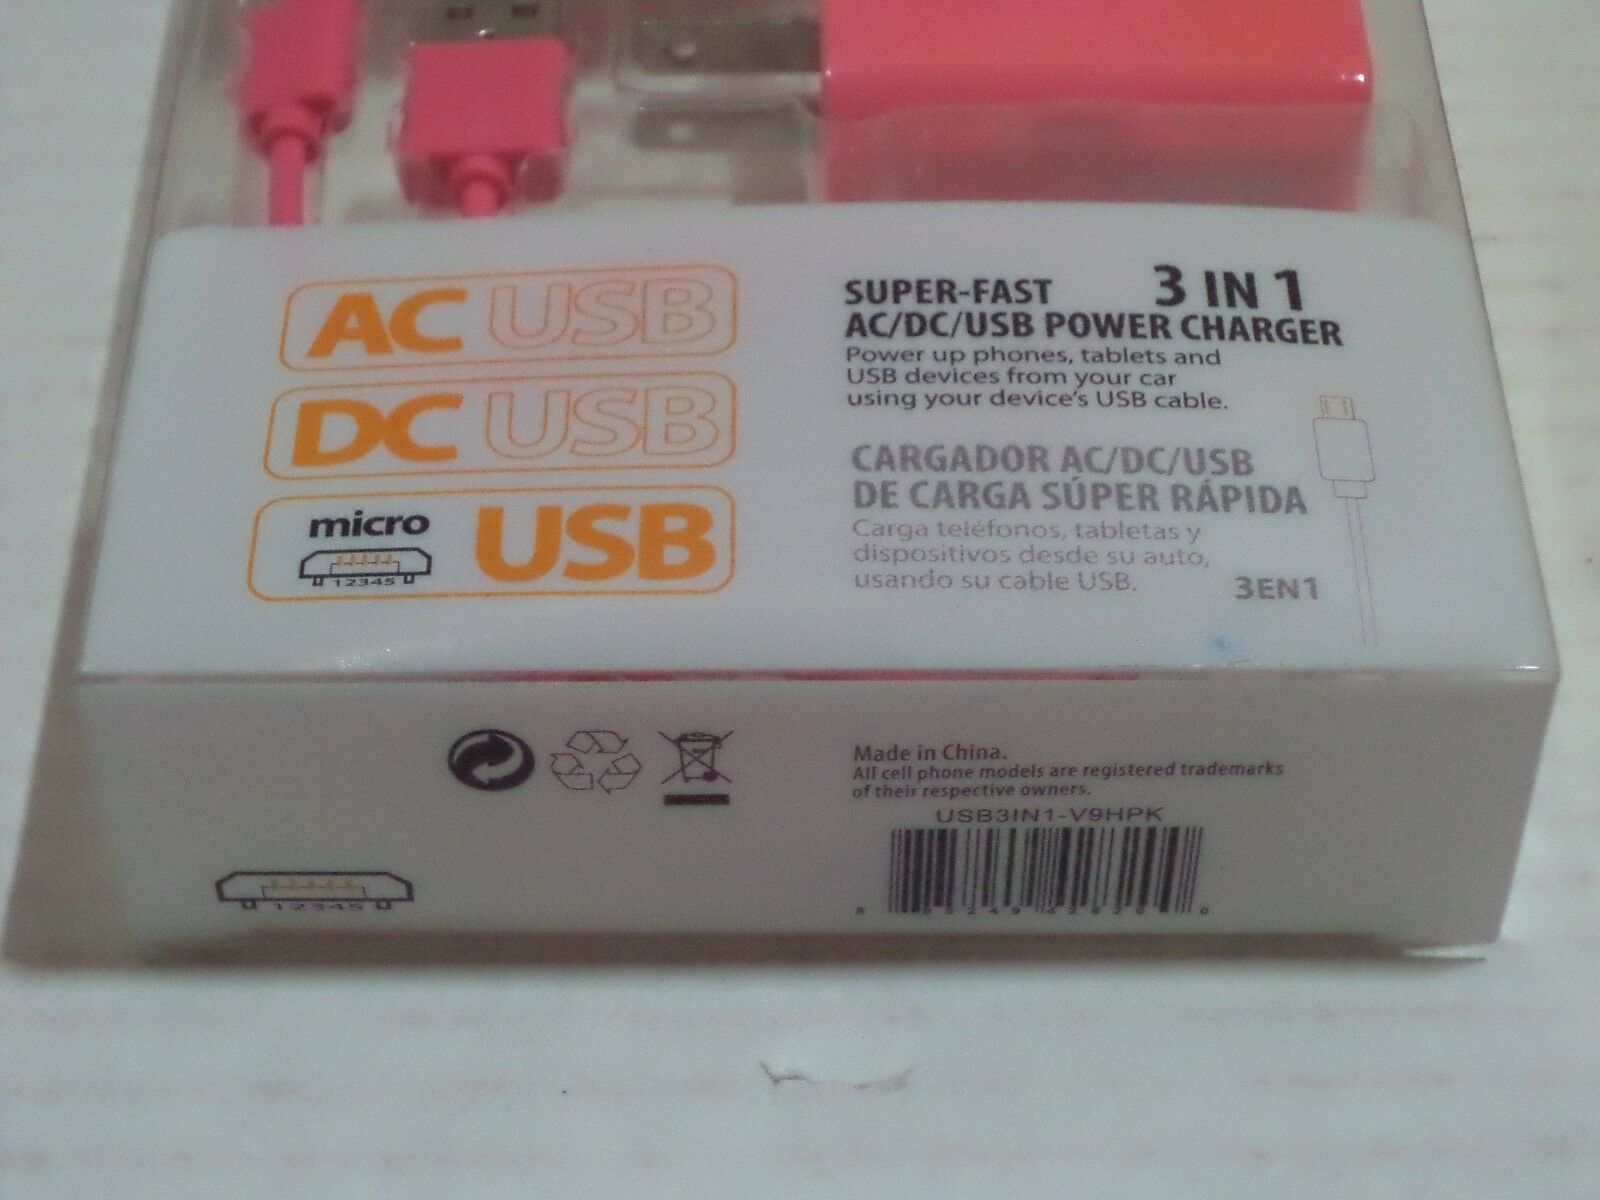 AC USB
DC USB
micro
12345
USB
SUPER-FAST 3 IN 1
AC/DC/USB POWER CHARGER
Power up phones, tablets and
USB devices from your car
using your device's USB cable.
CARGADOR AC/DC/USB
DE CARGA SÚPER RÁPIDA
Carga teléfonos, tabletas y
dispositivos desde su auto,
usando su cable USB.
3EN1
Made in China.
All cell phone models are registered trademarks
of their respective owners.
USB3IN1-V9HPK
12345